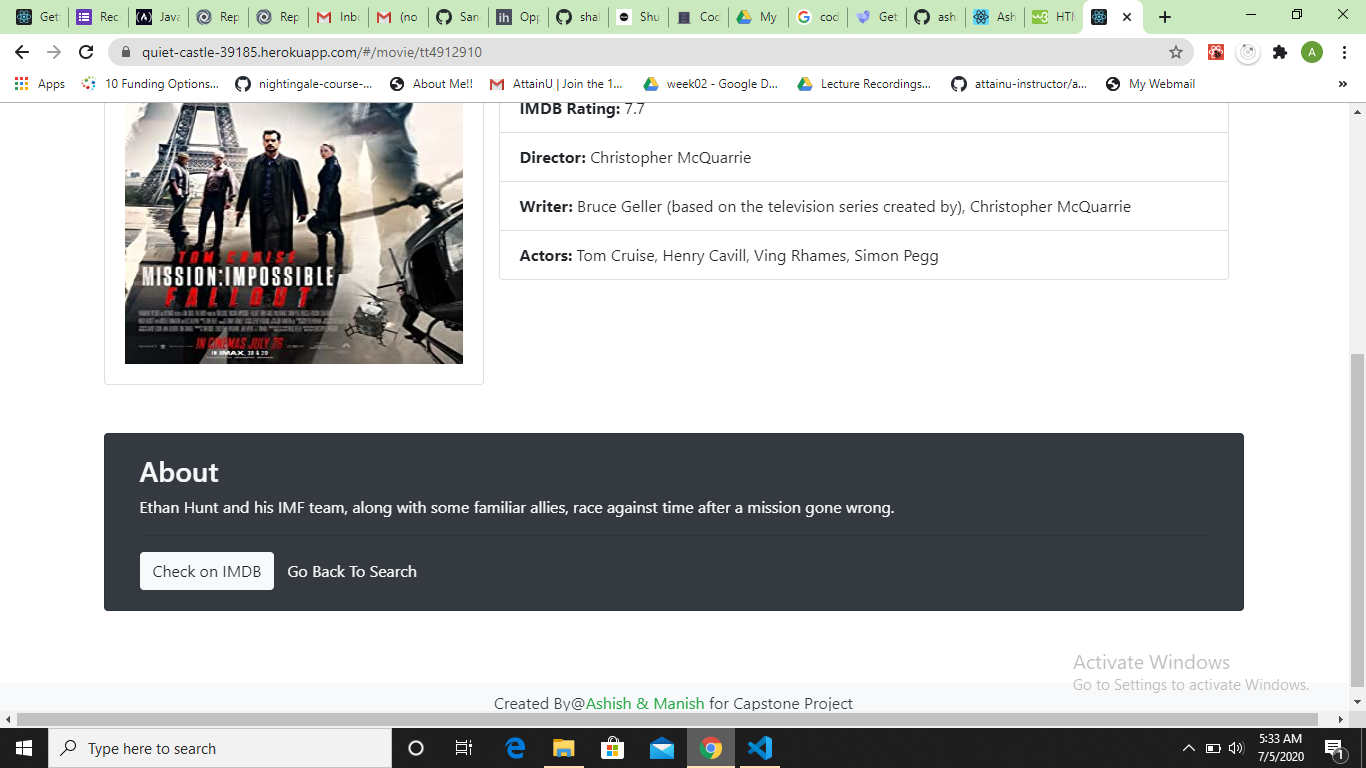 Get
Rec
Java
Rep
Rep
Inbo
(no
San
Opp
shal
Shu
Cod
My
cod
Get
ash
Ash
HTM
quiet-castle-39185.herokuapp.com/#/movie/tt4912910
A
Apps
10 Funding Options...
nightingale-course-...
About Me!!
AttainU | Join the 1...
week02 - Google D...
Lecture Recordings...
attainu-instructor/a...
My Webmail
»
IMDB Rating: 7.7
Director: Christopher McQuarrie
Writer: Bruce Geller (based on the television series created by), Christopher McQuarrie
Actors: Tom Cruise, Henry Cavill, Ving Rhames, Simon Pegg
TOM CRUISE
MISSION:IMPOSSIBLE
FALLOUT
IN CINEMAS JULY 26
IN IMAX, 3D & 2D
About
Ethan Hunt and his IMF team, along with some familiar allies, race against time after a mission gone wrong.
Check on IMDB
Go Back To Search
Activate Windows
Go to Settings to activate Windows.
Created By@Ashish & Manish for Capstone Project
Type here to search
5:33 AM
7/5/2020
1